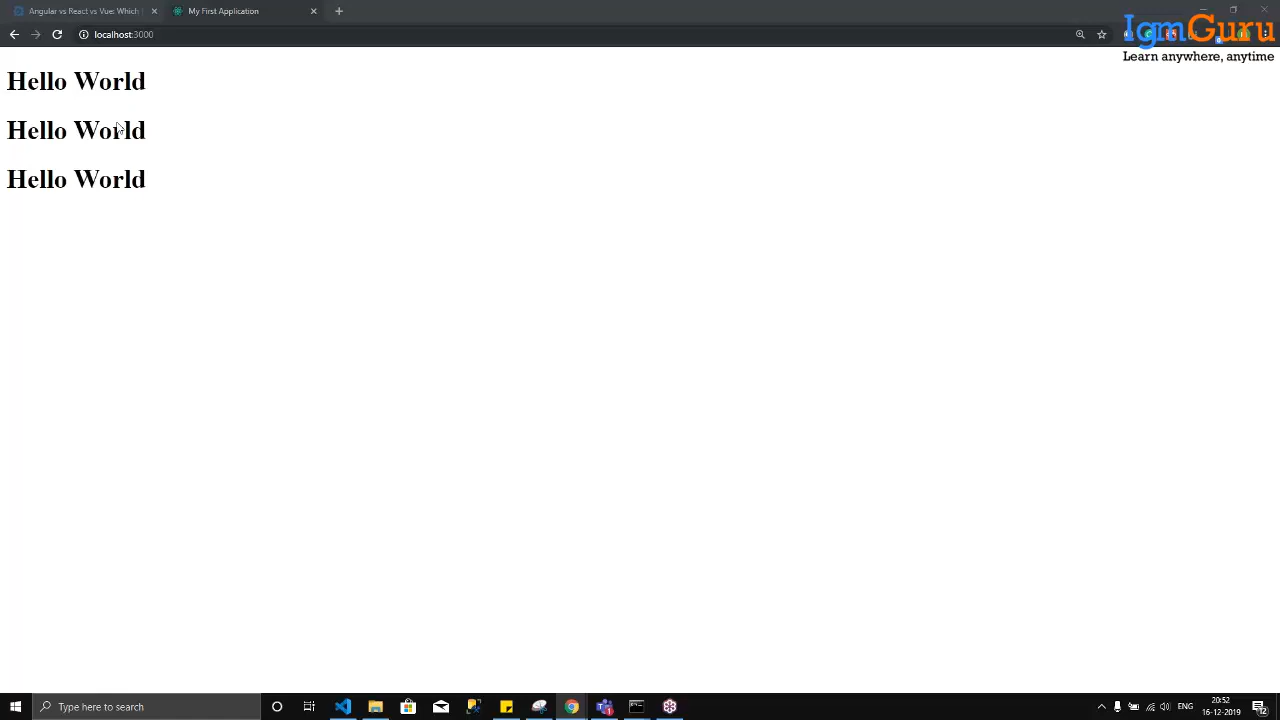 Angular vs React vs Vue: Which
My First Application
localhost:3000
IgmGuru
Learn anywhere, anytime
Hello World
Hello World
Hello World
Type here to search
ENG
20:52
16-12-2019